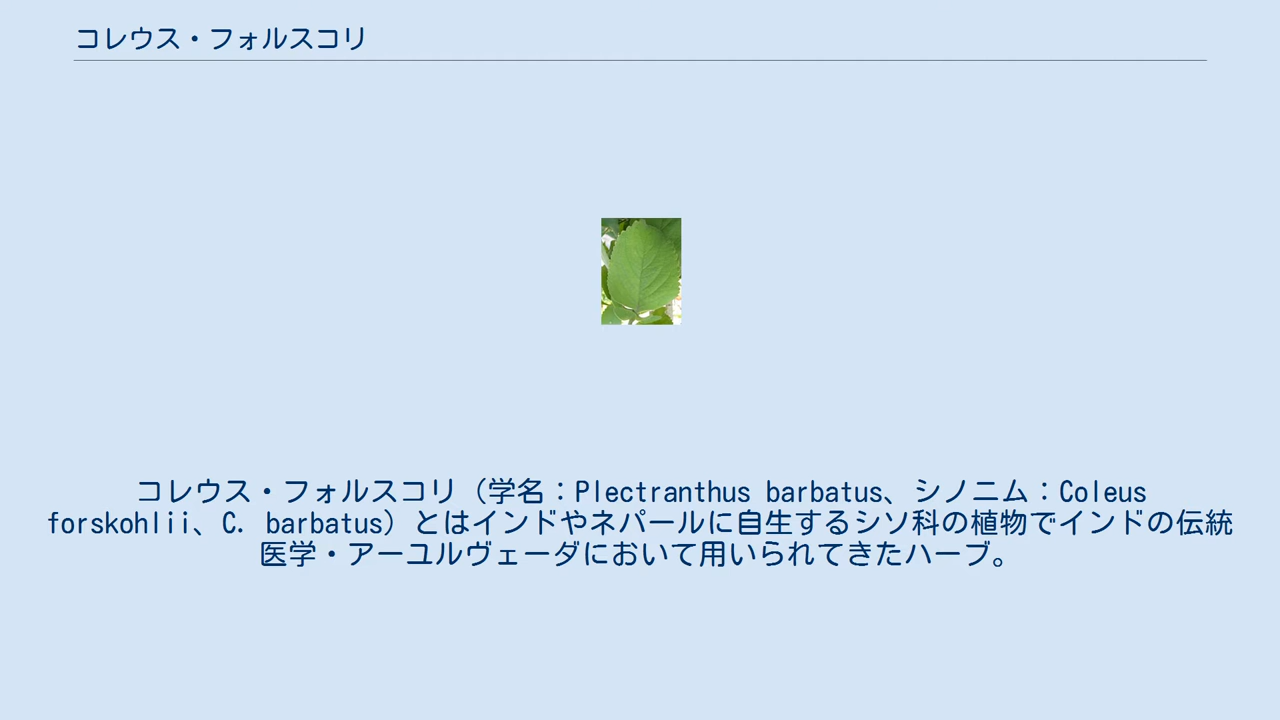 コレウス・フォルスコリ
コレウス・フォルスコリ（学名：Plectranthus barbatus、シノニム：Coleus
forskohlii、C. barbatus）とはインドやネパールに自生するシソ科の植物でインドの伝統
医学・アーユルヴェーダにおいて用いられてきたハーブ。